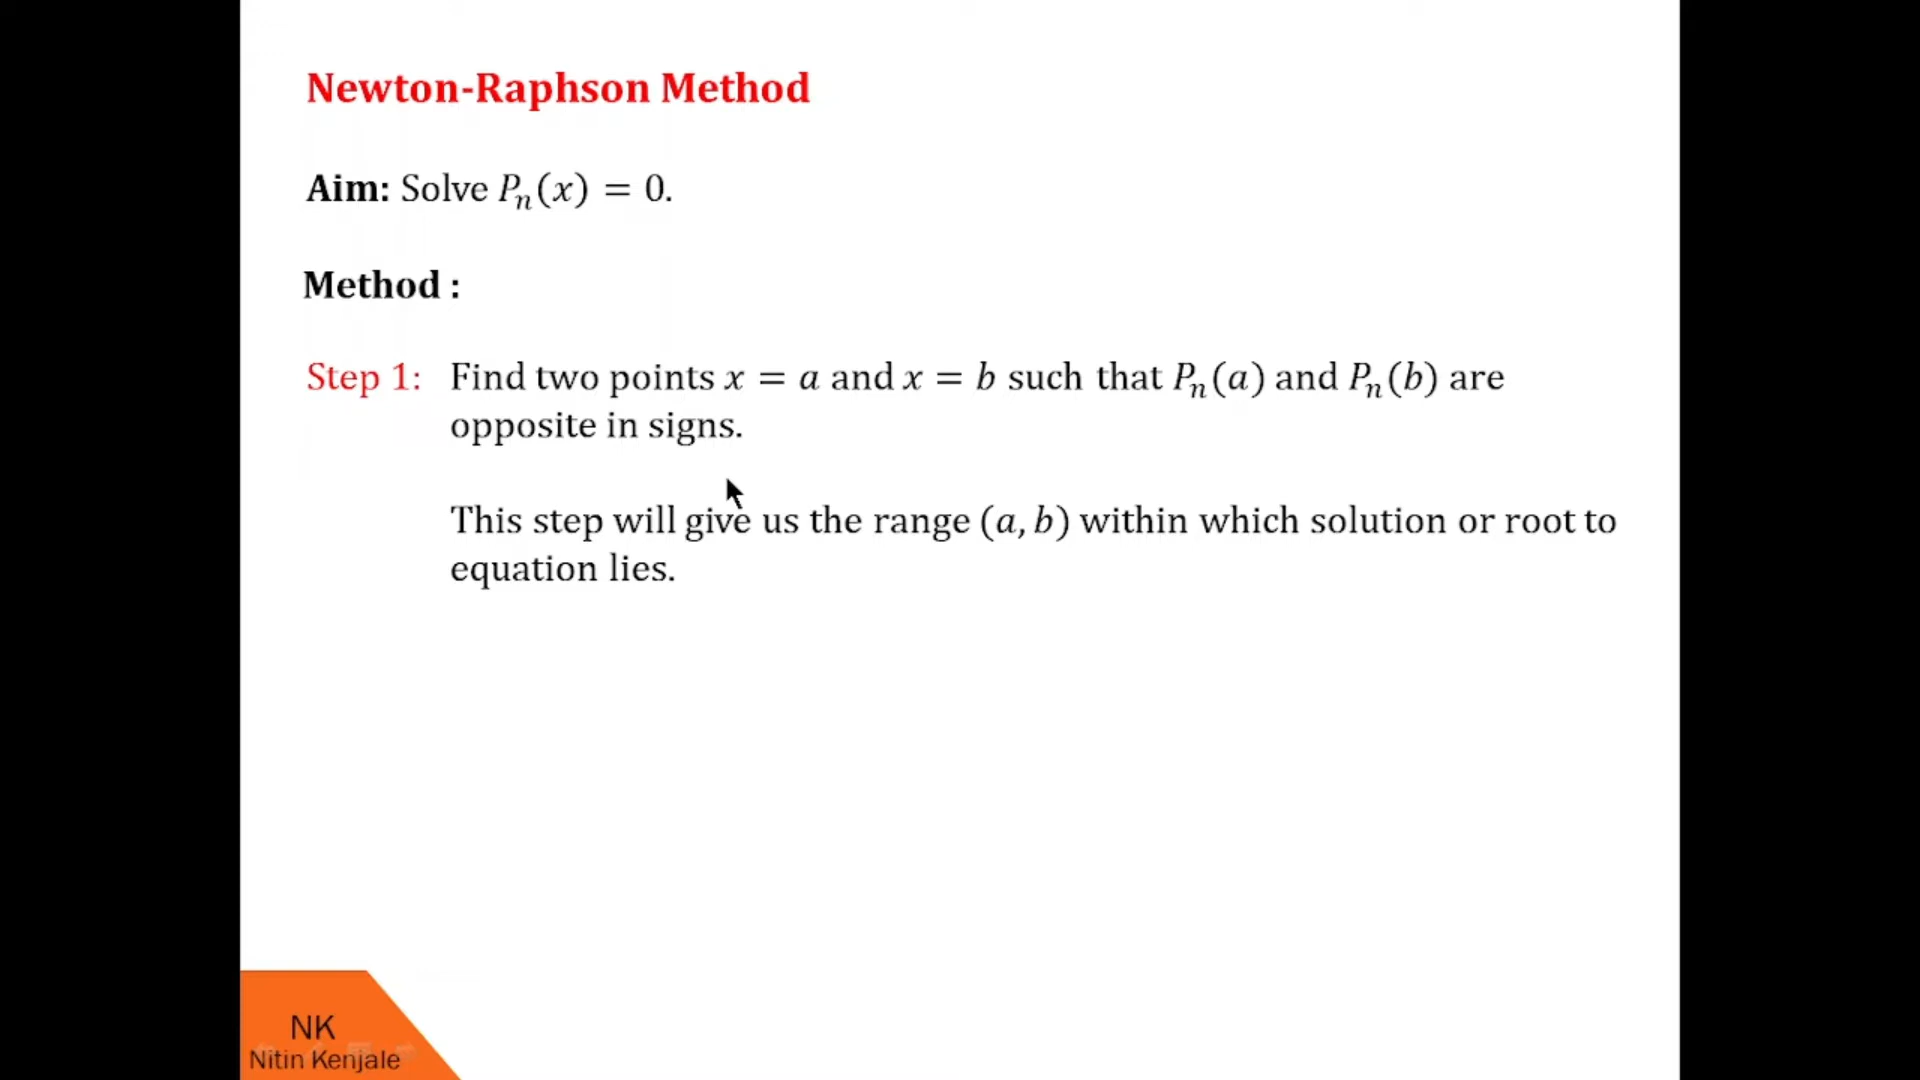 Newton-Raphson Method
Aim: Solve Pₙ(x) = 0.
Method :
Step 1: Find two points x = a and x = b such that Pₙ(a) and Pₙ(b) are
opposite in signs.
This step will give us the range (a, b) within which solution or root to
equation lies.
NK
Nitin Kenjale